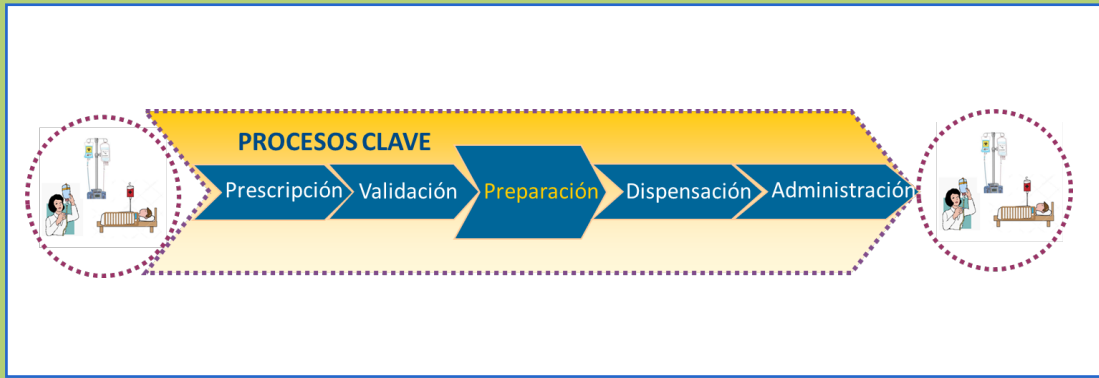 PROCESOS CLAVE
Prescripción Validación Preparación Dispensación Administración